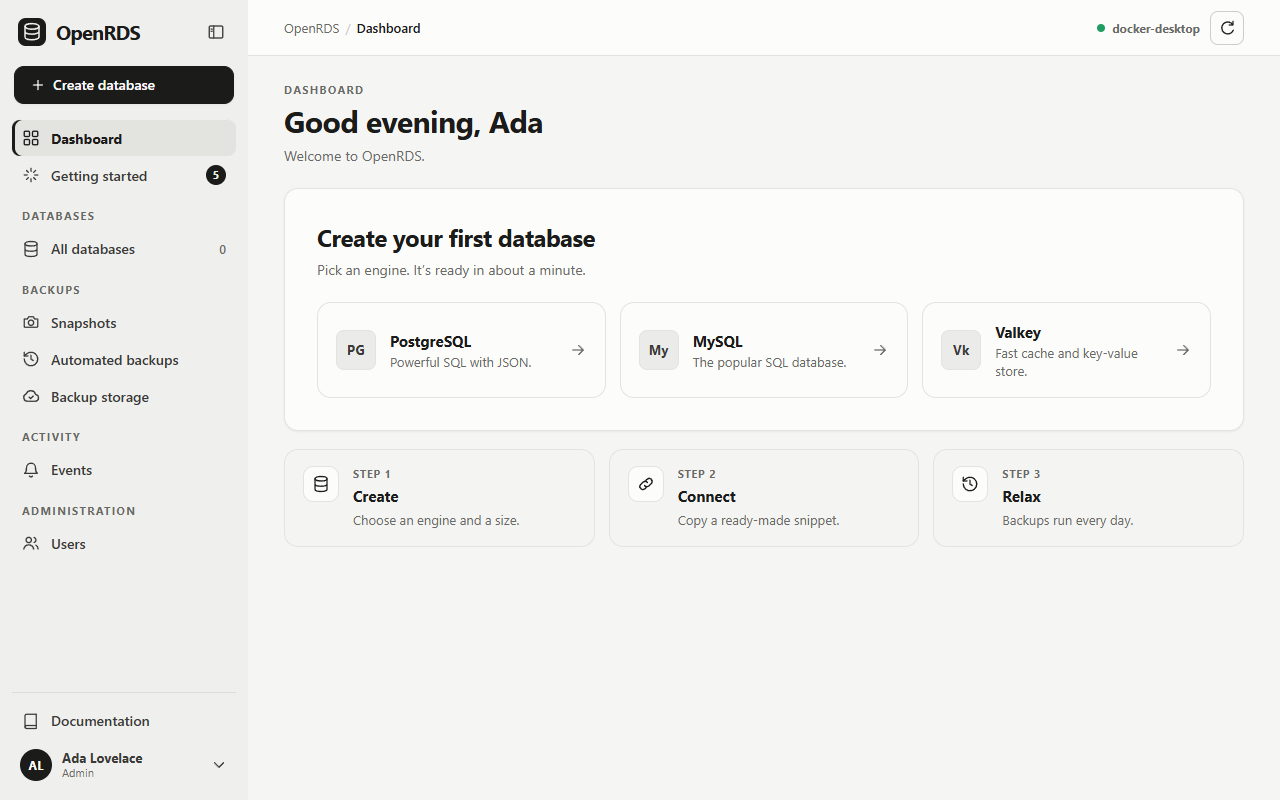 OpenRDS
Create database
Dashboard
Getting started 5
DATABASES
All databases 0
BACKUPS
Snapshots
Automated backups
Backup storage
ACTIVITY
Events
ADMINISTRATION
Users
Documentation
AL Ada Lovelace
Admin
OpenRDS / Dashboard
docker-desktop
DASHBOARD
Good evening, Ada
Welcome to OpenRDS.
Create your first database
Pick an engine. It's ready in about a minute.
PG PostgreSQL
Powerful SQL with JSON.
My MySQL
The popular SQL database.
Vk Valkey
Fast cache and key-value
store.
STEP 1
Create
Choose an engine and a size.
STEP 2
Connect
Copy a ready-made snippet.
STEP 3
Relax
Backups run every day.